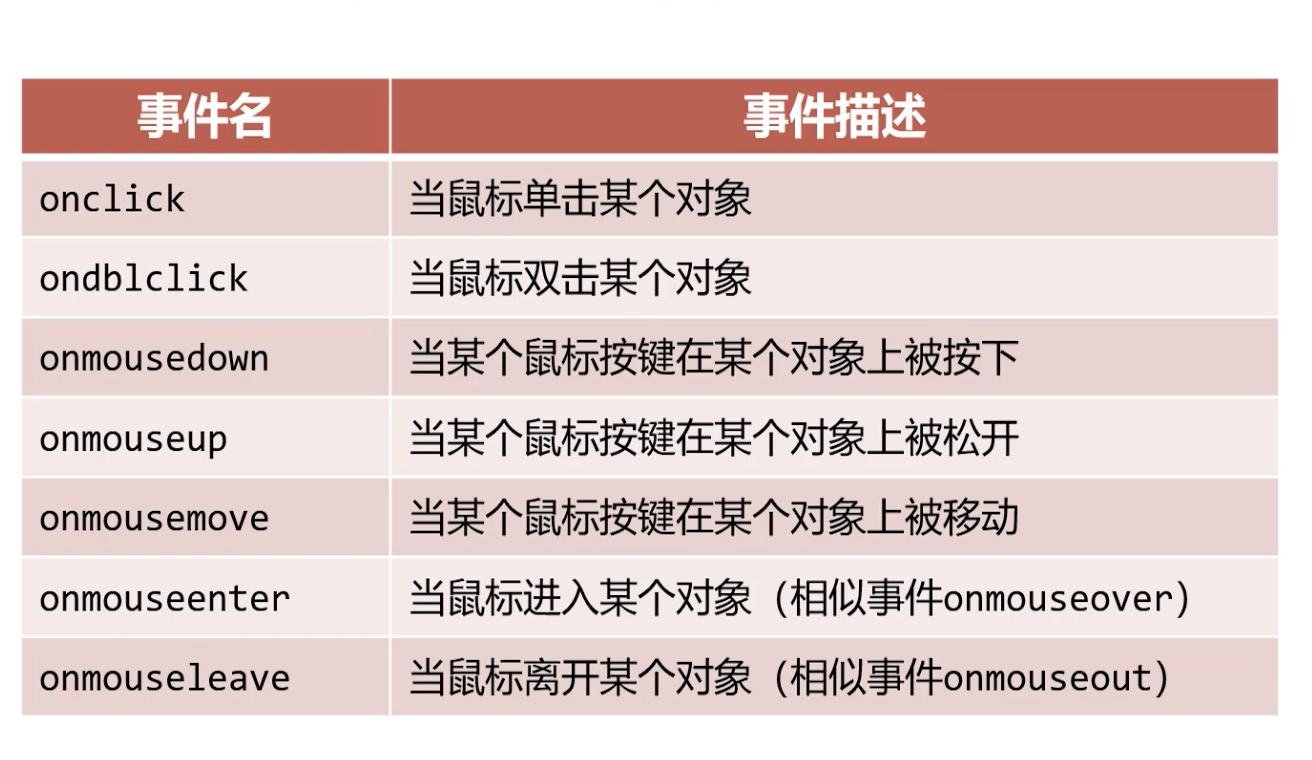 事件名 事件描述
onclick 当鼠标单击某个对象
ondblclick 当鼠标双击某个对象
onmousedown 当某个鼠标按键在某个对象上被按下
onmouseup 当某个鼠标按键在某个对象上被松开
onmousemove 当某个鼠标按键在某个对象上被移动
onmouseenter 当鼠标进入某个对象（相似事件onmouseover）
onmouseleave 当鼠标离开某个对象（相似事件onmouseout）